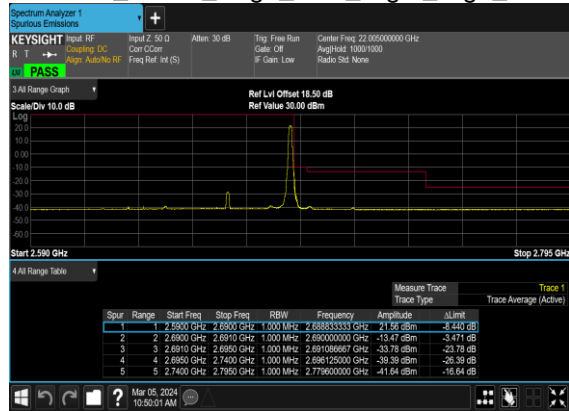 Spectrum Analyzer 1
Spurious Emissions
+
KEYSIGHT Input: RF Input Z: 50 Ω Atten: 30 dB Trig: Free Run Center Freq: 22.005000000 GHz
R T Coupling: DC Corr CCorr Gate: Off Avg|Hold: 1000/1000
Align: Auto/No RF Freq Ref: Int (S) IF Gain: Low Radio Std: None
PASS
3 All Range Graph
Ref Lvl Offset 18.50 dB
Scale/Div 10.0 dB Ref Value 30.00 dBm
Log
20.0
10.0
0.00
-10.0
-20.0
-30.0
-40.0
-50.0
-60.0
Start 2.590 GHz Stop 2.795 GHz
4 All Range Table
Measure Trace Trace 1
Trace Type Trace Average (Active)
Spur Range Start Freq Stop Freq RBW Frequency Amplitude ΔLimit
1 1 2.5900 GHz 2.6900 GHz 1.000 MHz 2.688833333 GHz 21.56 dBm -8.440 dB
2 2 2.6900 GHz 2.6910 GHz 1.000 MHz 2.690000000 GHz -13.47 dBm -3.471 dB
3 3 2.6910 GHz 2.6950 GHz 1.000 MHz 2.691086667 GHz -33.78 dBm -23.78 dB
4 4 2.6950 GHz 2.7400 GHz 1.000 MHz 2.696125000 GHz -39.39 dBm -26.39 dB
5 5 2.7400 GHz 2.7950 GHz 1.000 MHz 2.779600000 GHz -41.64 dBm -16.64 dB
? Mar 05, 2024
10:50:01 AM